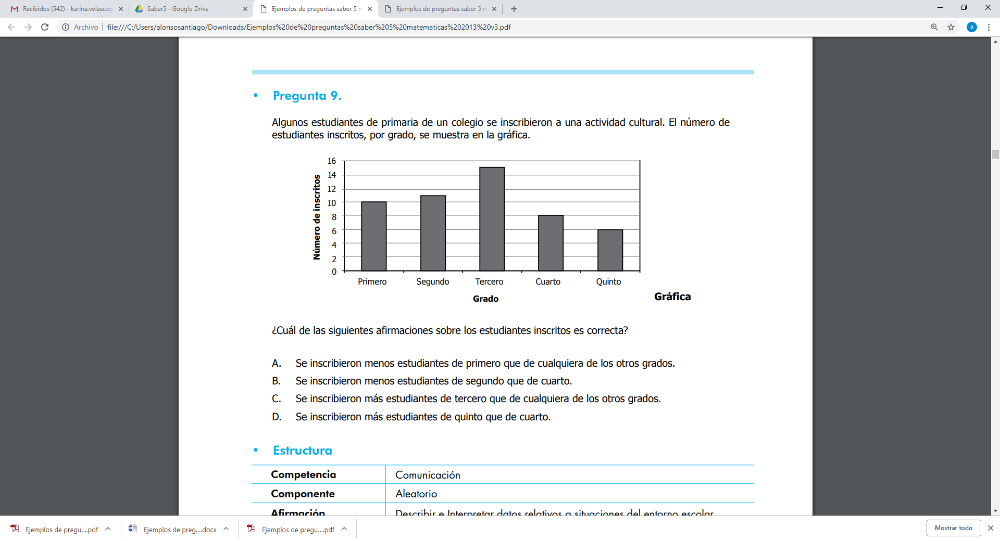 Recibidos (542) - karina.velascog
Saber5 - Google Drive
Ejemplos de preguntas saber 5 m
Ejemplos de preguntas saber 5 m
Archivo
file:///C:/Users/alonsosantiago/Downloads/Ejemplos%20de%20preguntas%20saber%205%20matematicas%202013%20v3.pdf
a
• Pregunta 9.
Algunos estudiantes de primaria de un colegio se inscribieron a una actividad cultural. El número de
estudiantes inscritos, por grado, se muestra en la gráfica.
Número de inscritos
16
14
12
10
8
6
4
2
0
Primero Segundo Tercero Cuarto Quinto
Grado
Gráfica
¿Cuál de las siguientes afirmaciones sobre los estudiantes inscritos es correcta?
A. Se inscribieron menos estudiantes de primero que de cualquiera de los otros grados.
B. Se inscribieron menos estudiantes de segundo que de cuarto.
C. Se inscribieron más estudiantes de tercero que de cualquiera de los otros grados.
D. Se inscribieron más estudiantes de quinto que de cuarto.
• Estructura
Competencia Comunicación
Componente Aleatorio
Afirmación Describir e Interpretar datos relativos a situaciones del entorno escolar
Ejemplos de pregu....pdf
Ejemplos de preg....docx
Ejemplos de pregu....pdf
Mostrar todo